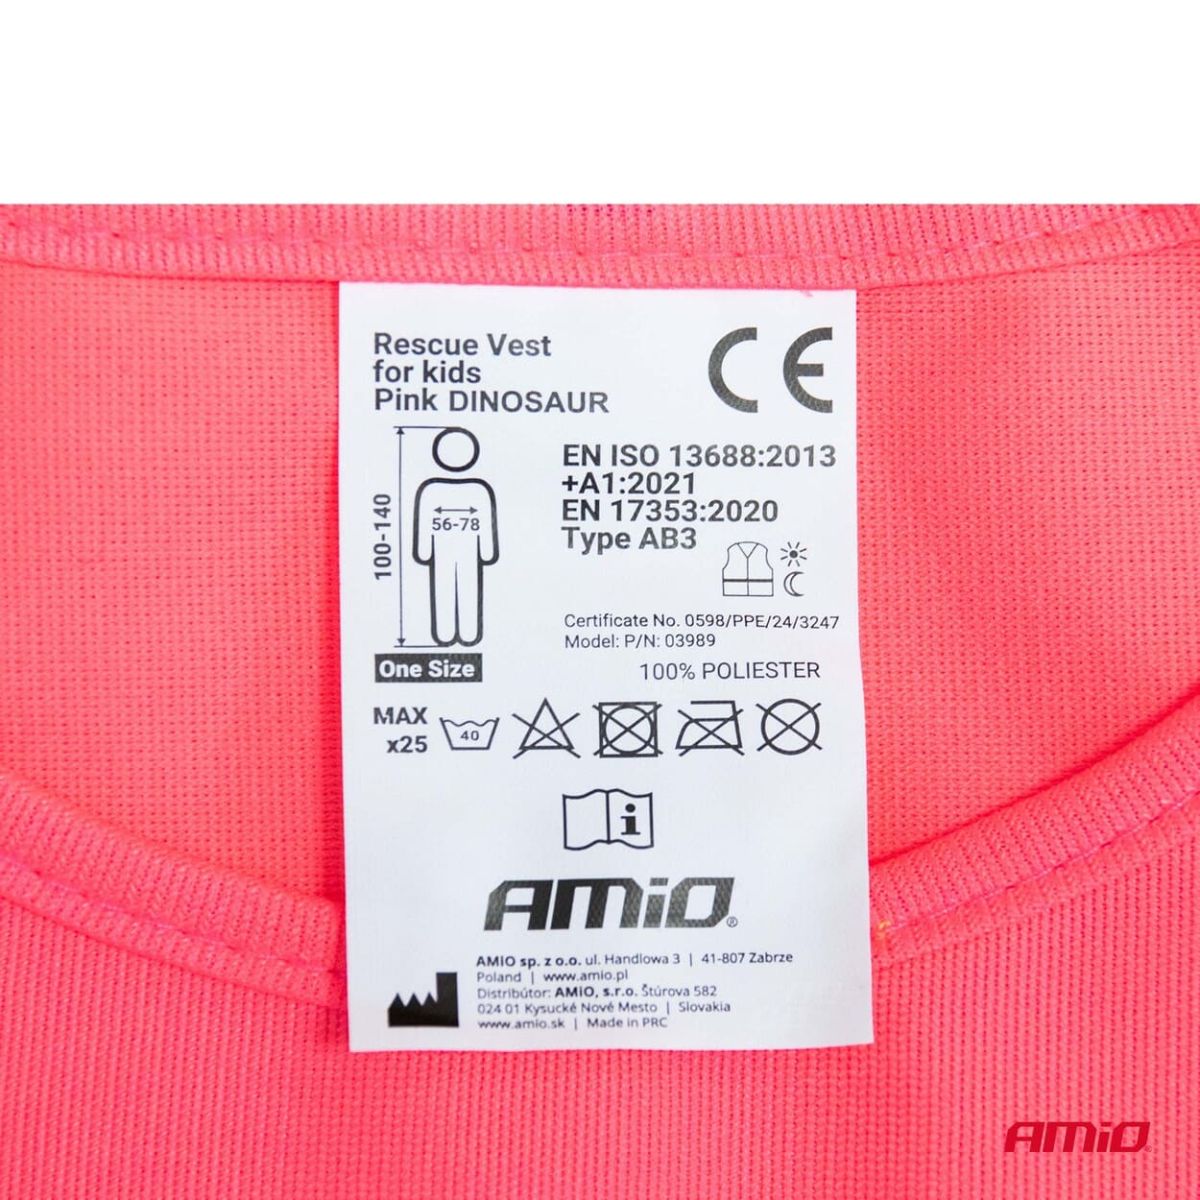 Rescue Vest
for kids
Pink DINOSAUR
CE
EN ISO 13688:2013
+A1:2021
EN 17353:2020
Type AB3
100-140
56-78
One Size
Certificate No. 0598/PPE/24/3247
Model: P/N: 03989
100% POLIESTER
MAX
x25
40
i
AMiO®
AMIO sp. z o.o. ul. Handlowa 3 | 41-807 Zabrze
Poland | www.amio.pl
Distribútor: AMiO, s.r.o. Štúrova 582
024 01 Kysucké Nové Mesto | Slovakia
www.amio.sk | Made in PRC
AMiO